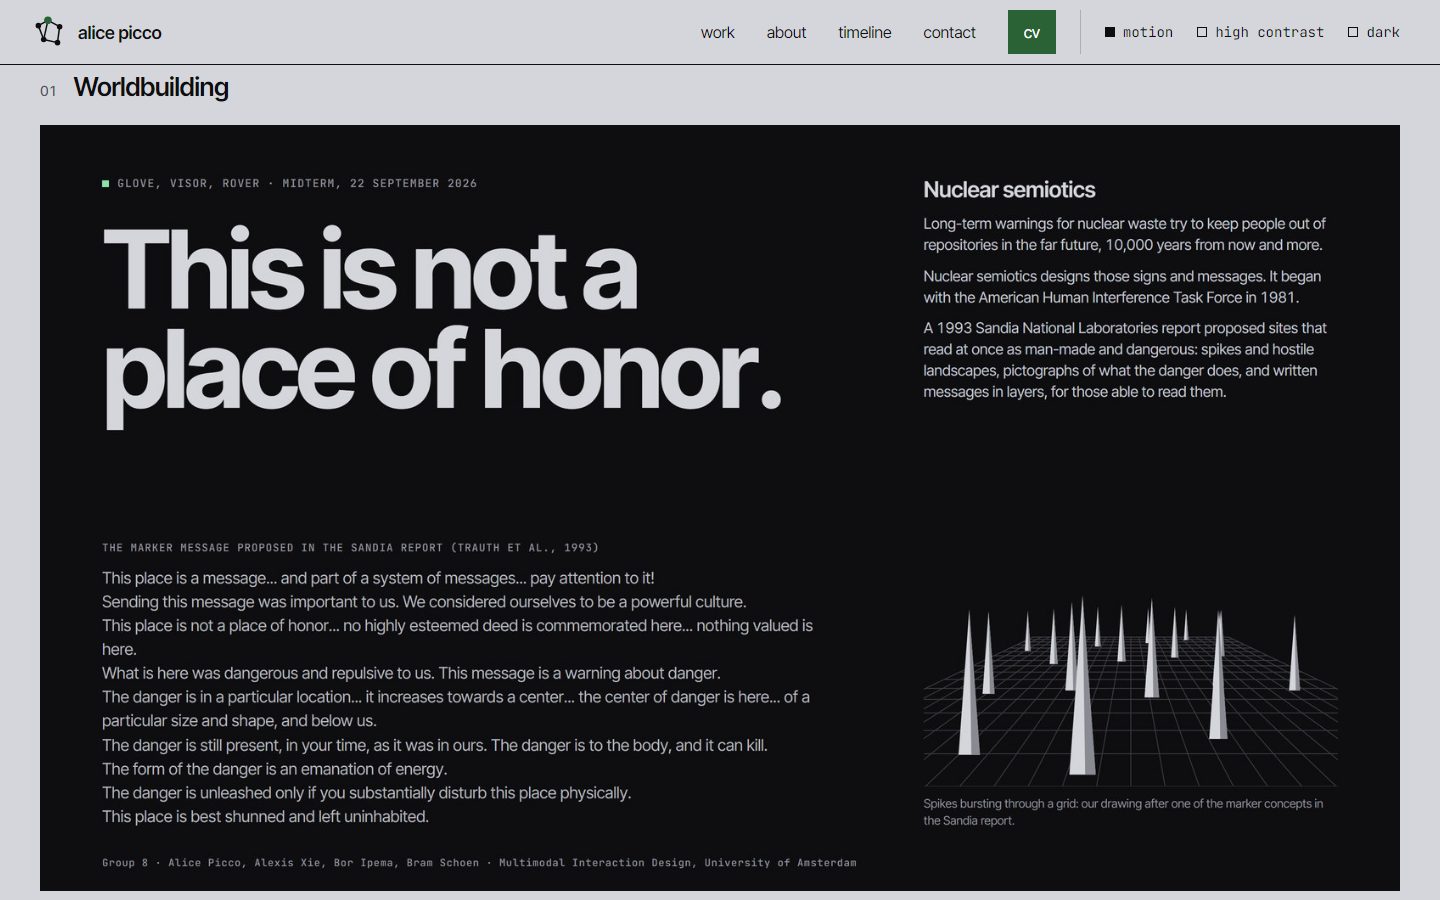 alice picco
work about timeline contact cv motion high contrast dark
01 Worldbuilding
GLOVE, VISOR, ROVER · MIDTERM, 22 SEPTEMBER 2026
This is not a
place of honor.
Nuclear semiotics
Long-term warnings for nuclear waste try to keep people out of
repositories in the far future, 10,000 years from now and more.
Nuclear semiotics designs those signs and messages. It began
with the American Human Interference Task Force in 1981.
A 1993 Sandia National Laboratories report proposed sites that
read at once as man-made and dangerous: spikes and hostile
landscapes, pictographs of what the danger does, and written
messages in layers, for those able to read them.
THE MARKER MESSAGE PROPOSED IN THE SANDIA REPORT (TRAUTH ET AL., 1993)
This place is a message... and part of a system of messages... pay attention to it!
Sending this message was important to us. We considered ourselves to be a powerful culture.
This place is not a place of honor... no highly esteemed deed is commemorated here... nothing valued is
here.
What is here was dangerous and repulsive to us. This message is a warning about danger.
The danger is in a particular location... it increases towards a center... the center of danger is here... of a
particular size and shape, and below us.
The danger is still present, in your time, as it was in ours. The danger is to the body, and it can kill.
The form of the danger is an emanation of energy.
The danger is unleashed only if you substantially disturb this place physically.
This place is best shunned and left uninhabited.
Spikes bursting through a grid: our drawing after one of the marker concepts in
the Sandia report.
Group 8 · Alice Picco, Alexis Xie, Bor Ipema, Bram Schoen · Multimodal Interaction Design, University of Amsterdam